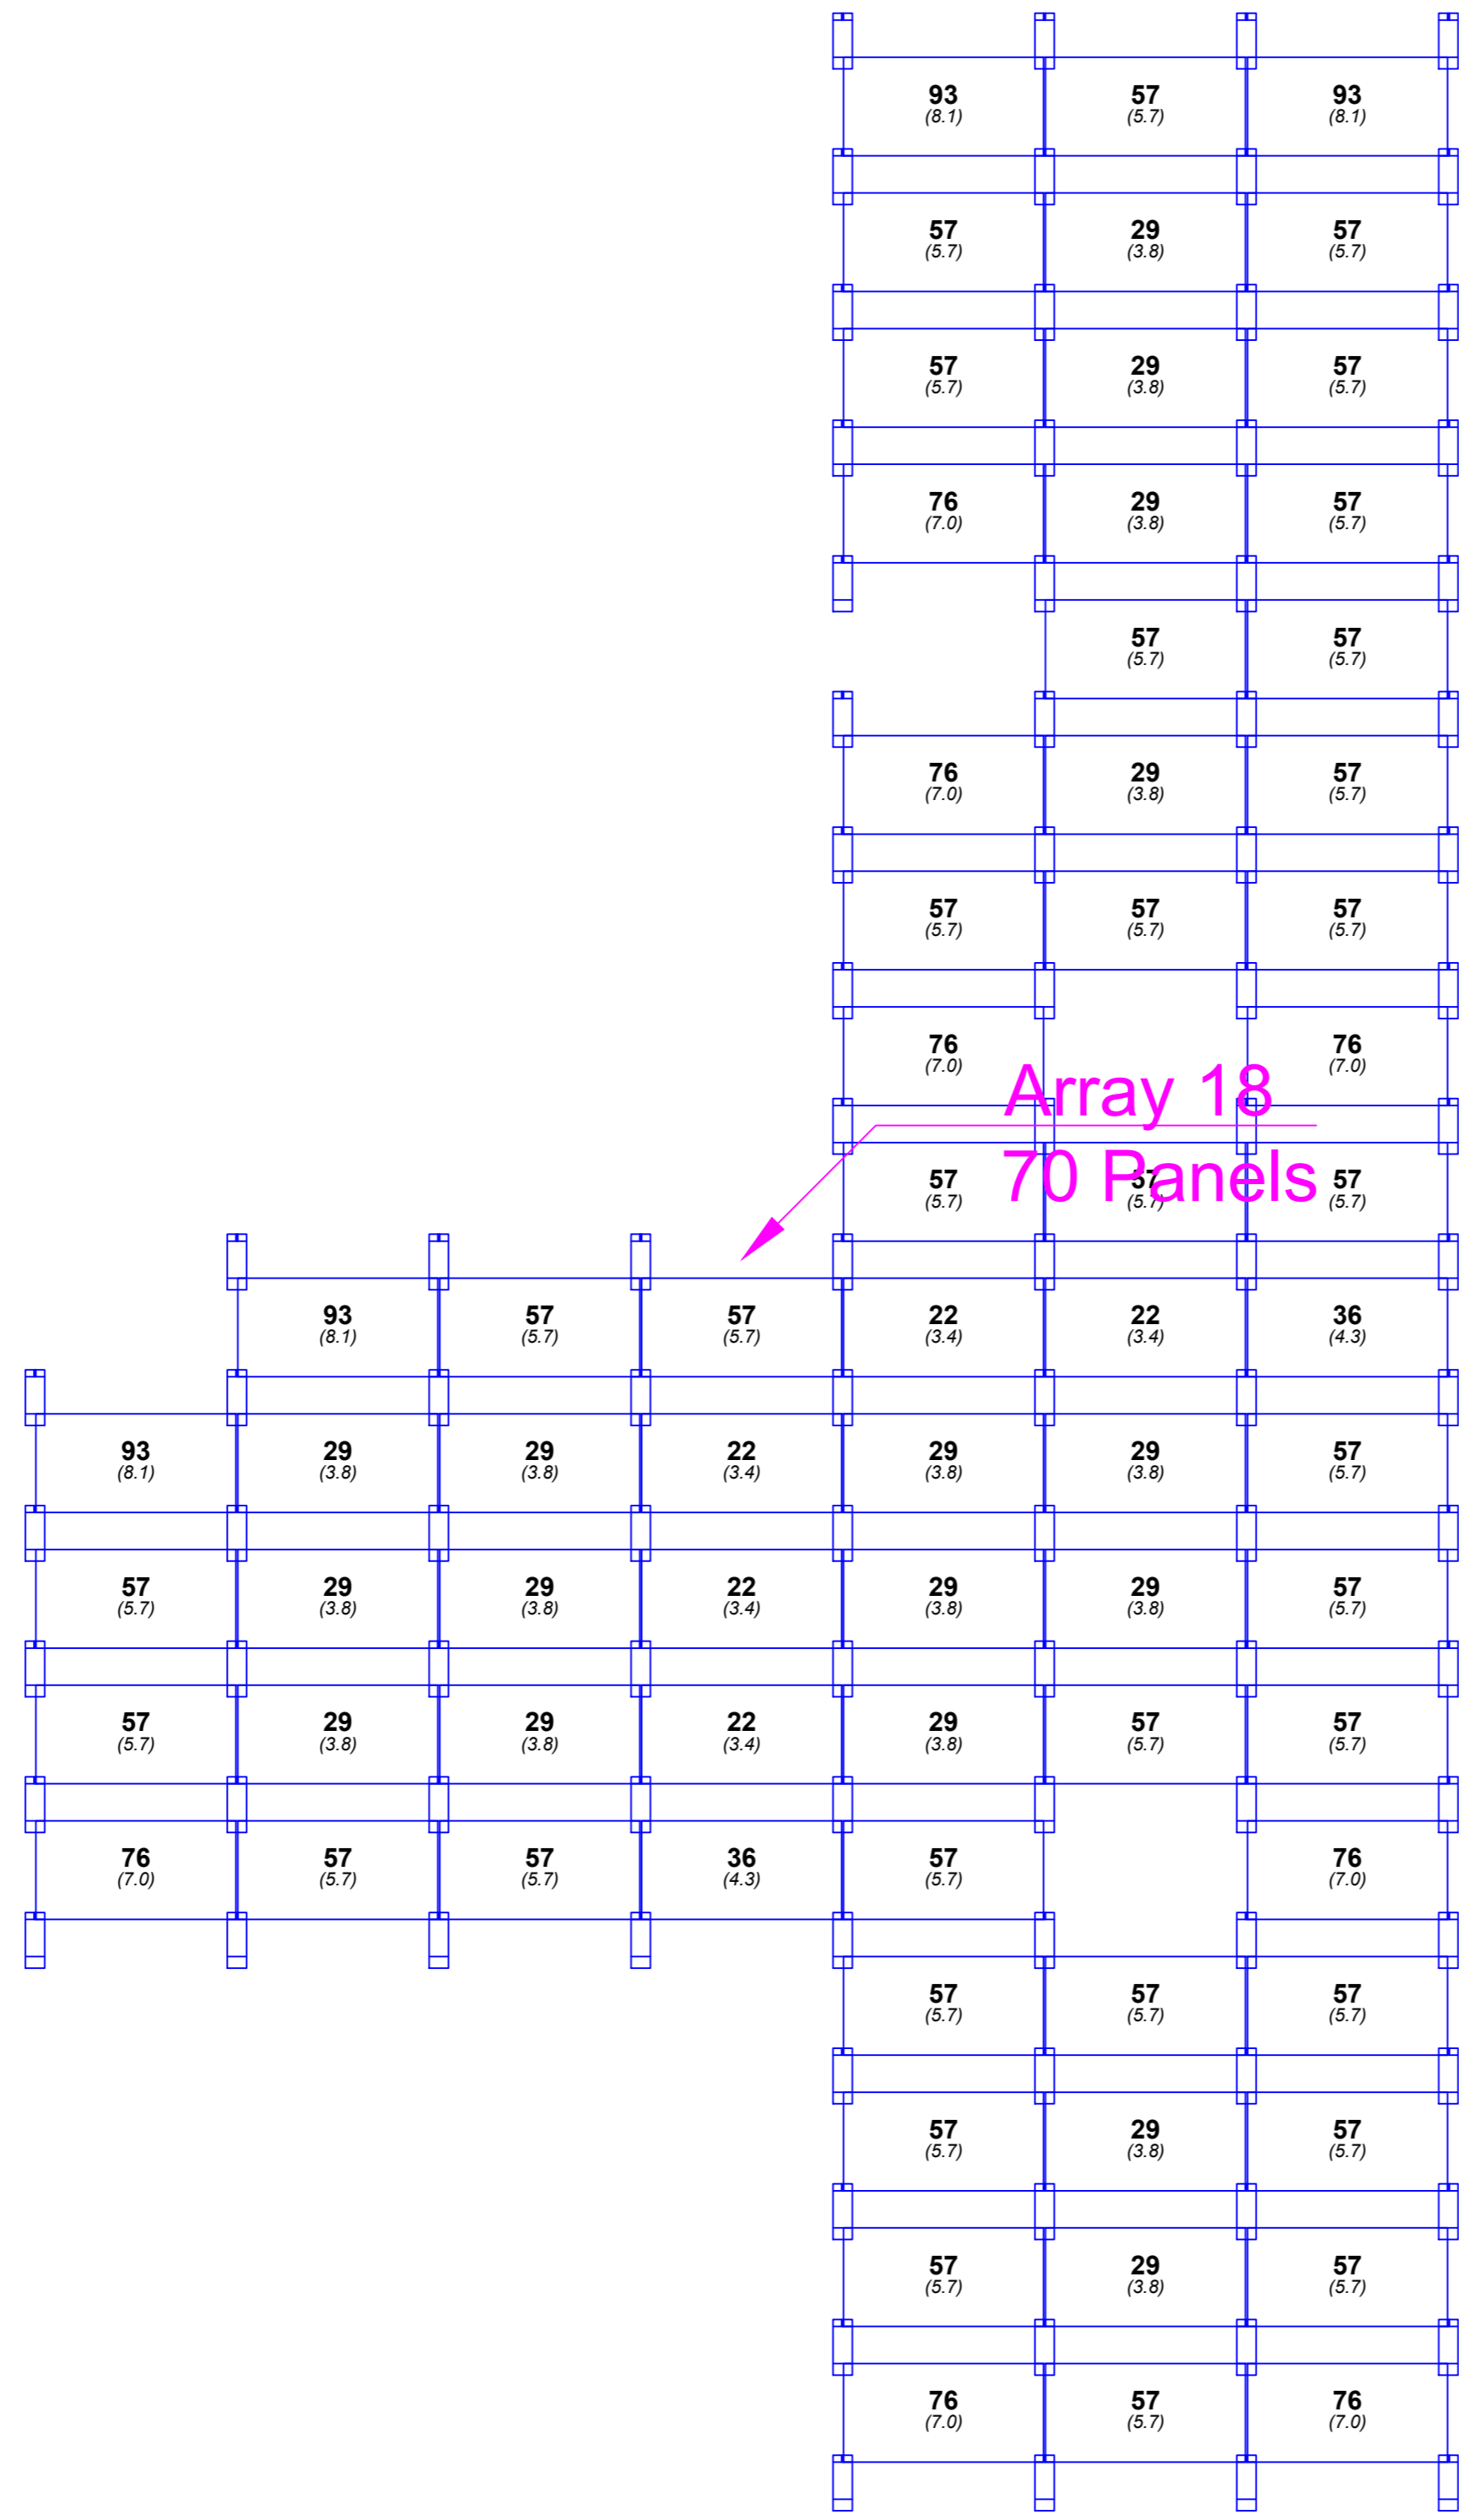 93 57 93
(8.1) (5.7) (8.1)
57 29 57
(5.7) (3.8) (5.7)
57 29 57
(5.7) (3.8) (5.7)
76 29 57
(7.0) (3.8) (5.7)
57 57
(5.7) (5.7)
76 29 57
(7.0) (3.8) (5.7)
57 57 57
(5.7) (5.7) (5.7)
76 76
(7.0) (7.0)
Array 18
70 Panels
57 57 57
(5.7) (5.7) (5.7)
93 57 57 22 22 36
(8.1) (5.7) (5.7) (3.4) (3.4) (4.3)
93 29 29 22 29 29 57
(8.1) (3.8) (3.8) (3.4) (3.8) (3.8) (5.7)
57 29 29 22 29 29 57
(5.7) (3.8) (3.8) (3.4) (3.8) (3.8) (5.7)
57 29 29 22 29 57 57
(5.7) (3.8) (3.8) (3.4) (3.8) (5.7) (5.7)
76 57 57 36 57 76
(7.0) (5.7) (5.7) (4.3) (5.7) (7.0)
57 57 57
(5.7) (5.7) (5.7)
57 29 57
(5.7) (3.8) (5.7)
57 29 57
(5.7) (3.8) (5.7)
76 57 76
(7.0) (5.7) (7.0)